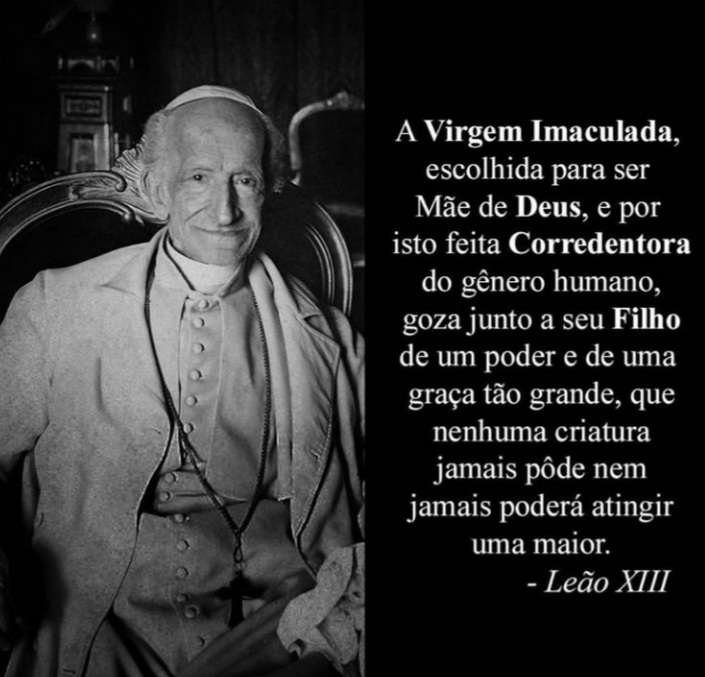 A Virgem Imaculada,
escolhida para ser
Mãe de Deus, e por
isto feita Corredentora
do gênero humano,
goza junto a seu Filho
de um poder e de uma
graça tão grande, que
nenhuma criatura
jamais pôde nem
jamais poderá atingir
uma maior.
- Leão XIII